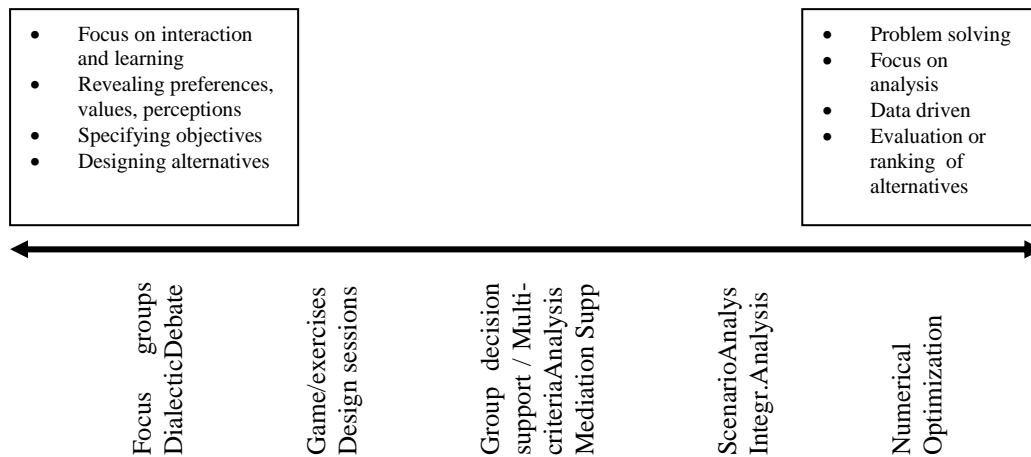 • Focus on interaction
and learning
• Revealing preferences,
values, perceptions
• Specifying objectives
• Designing alternatives
• Problem solving
• Focus on
analysis
• Data driven
• Evaluation or
ranking of
alternatives
Focus groups
DialecticDebate
Game/exercises
Design sessions
Group decision
support / Multi-
criteriaAnalysis
Mediation Supp
ScenarioAnalys
Integr.Analysis
Numerical
Optimization